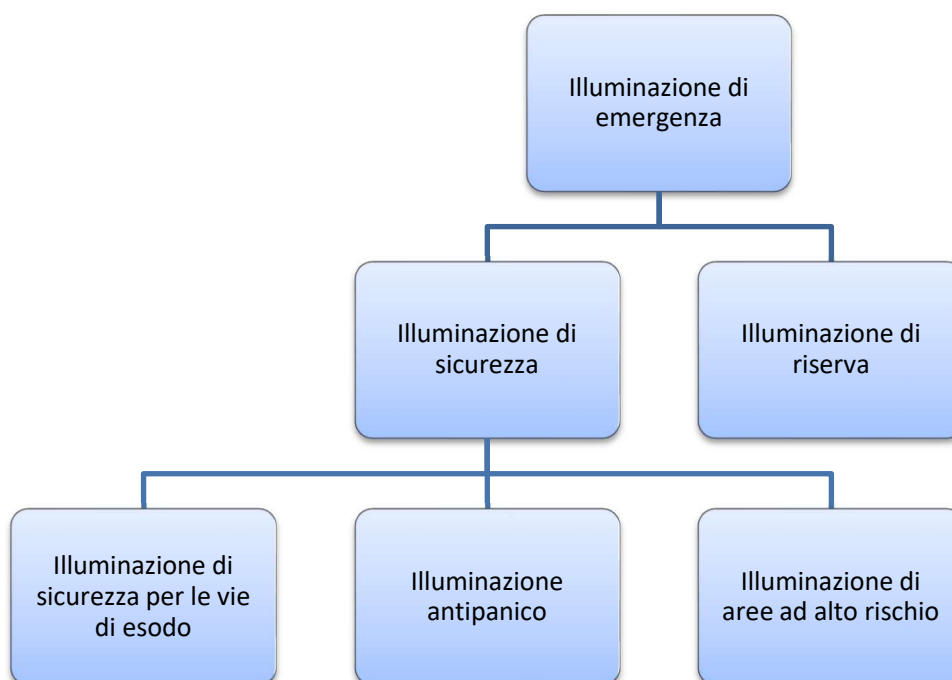 Illuminazione di
emergenza
Illuminazione di
sicurezza
Illuminazione di
riserva
Illuminazione di
sicurezza per le vie
di esodo
Illuminazione
antipanico
Illuminazione di
aree ad alto rischio